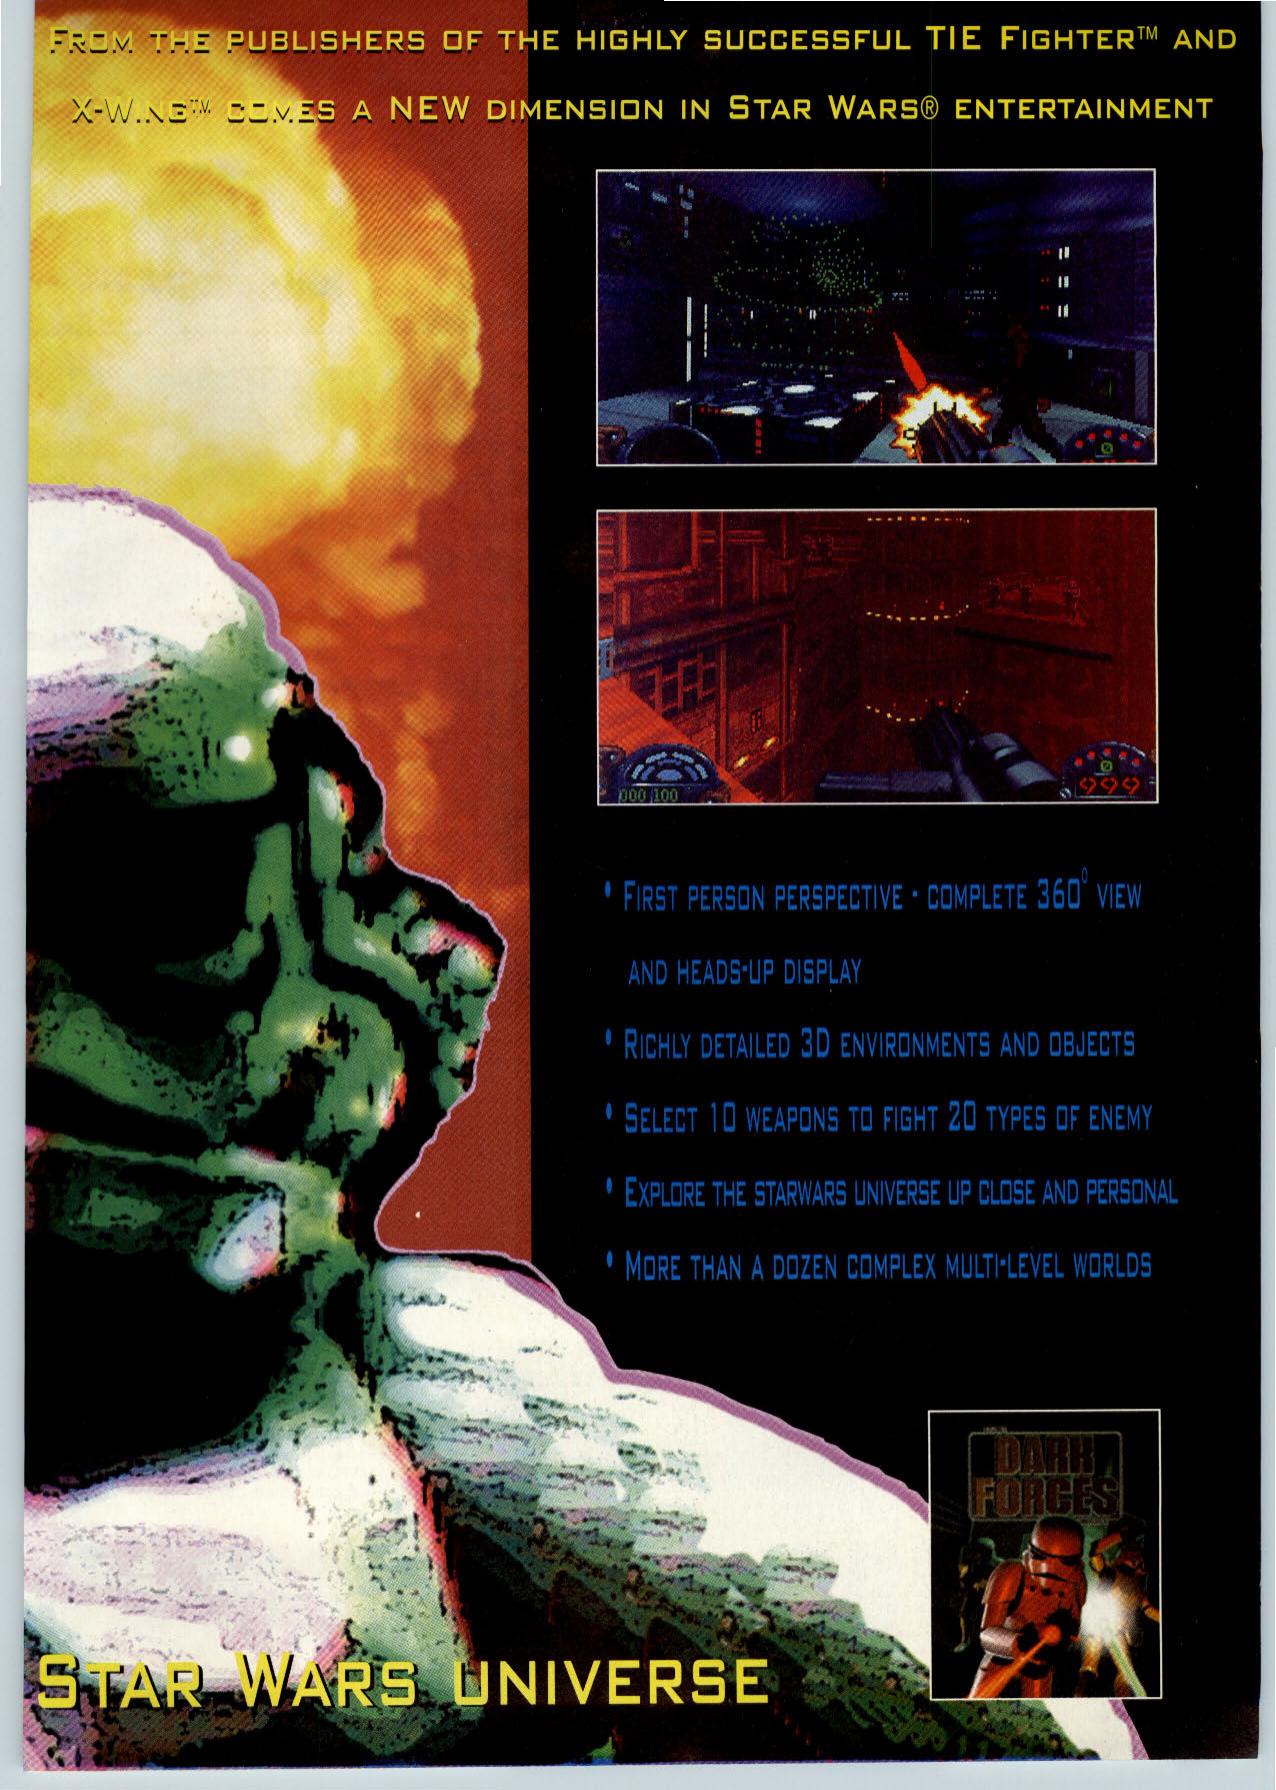 FROM THE PUBLISHERS OF THE HIGHLY SUCCESSFUL TIE FIGHTER™ AND
X-WING™ COMES A NEW DIMENSION IN STAR WARS® ENTERTAINMENT
000 100
0
999
• FIRST PERSON PERSPECTIVE - COMPLETE 360° VIEW
AND HEADS-UP DISPLAY
• RICHLY DETAILED 3D ENVIRONMENTS AND OBJECTS
• SELECT 10 WEAPONS TO FIGHT 20 TYPES OF ENEMY
• EXPLORE THE STARWARS UNIVERSE UP CLOSE AND PERSONAL
• MORE THAN A DOZEN COMPLEX MULTI-LEVEL WORLDS
DARK
FORCES
STAR WARS UNIVERSE